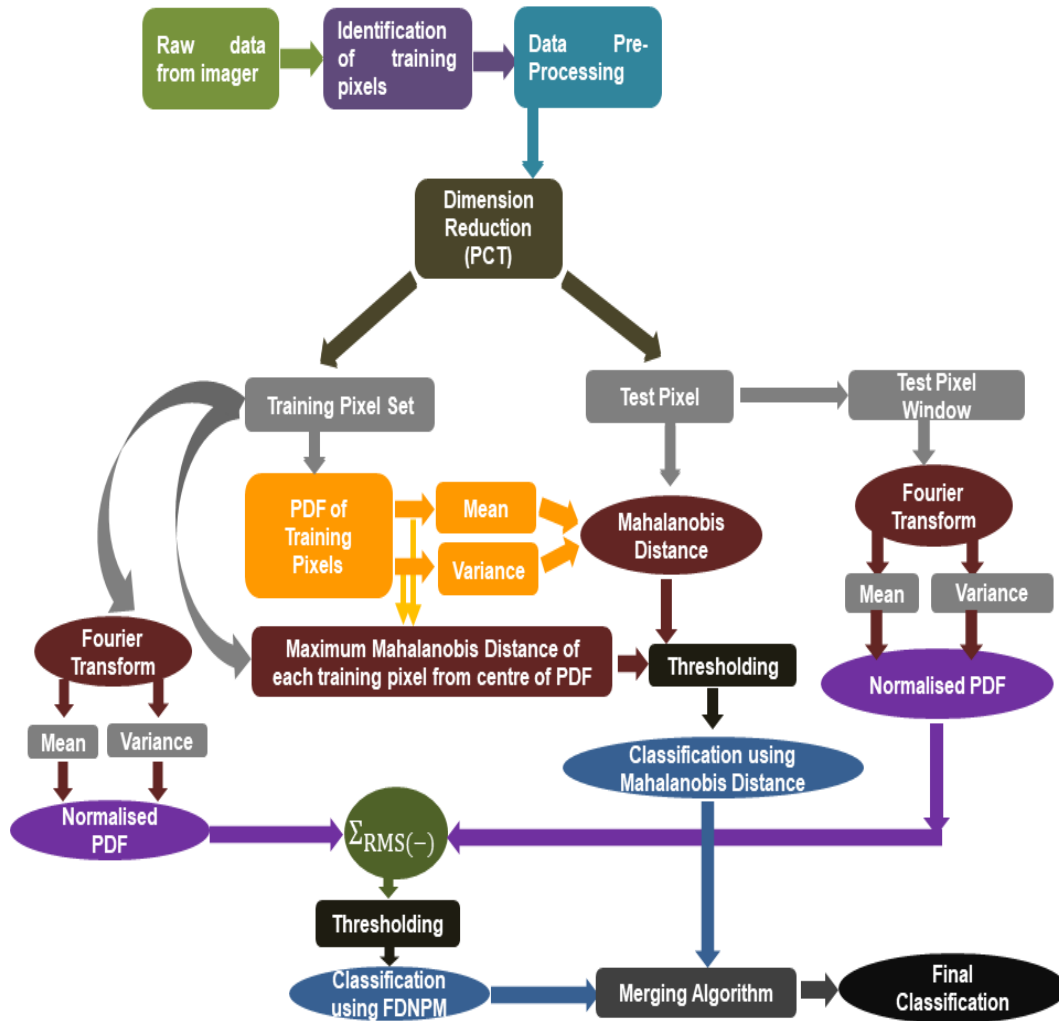 Raw data
from imager
Identification
of training
pixels
Data Pre-
Processing
Dimension
Reduction
(PCT)
Training Pixel Set
Test Pixel
Test Pixel
Window
PDF of
Training
Pixels
Mean
Variance
Mahalanobis
Distance
Fourier
Transform
Mean
Variance
Fourier
Transform
Maximum Mahalanobis Distance of
each training pixel from centre of PDF
Thresholding
Normalised PDF
Mean
Variance
Classification using
Mahalanobis Distance
Normalised
PDF
ΣRMS(−)
Thresholding
Classification
using FDNPM
Merging Algorithm
Final
Classification